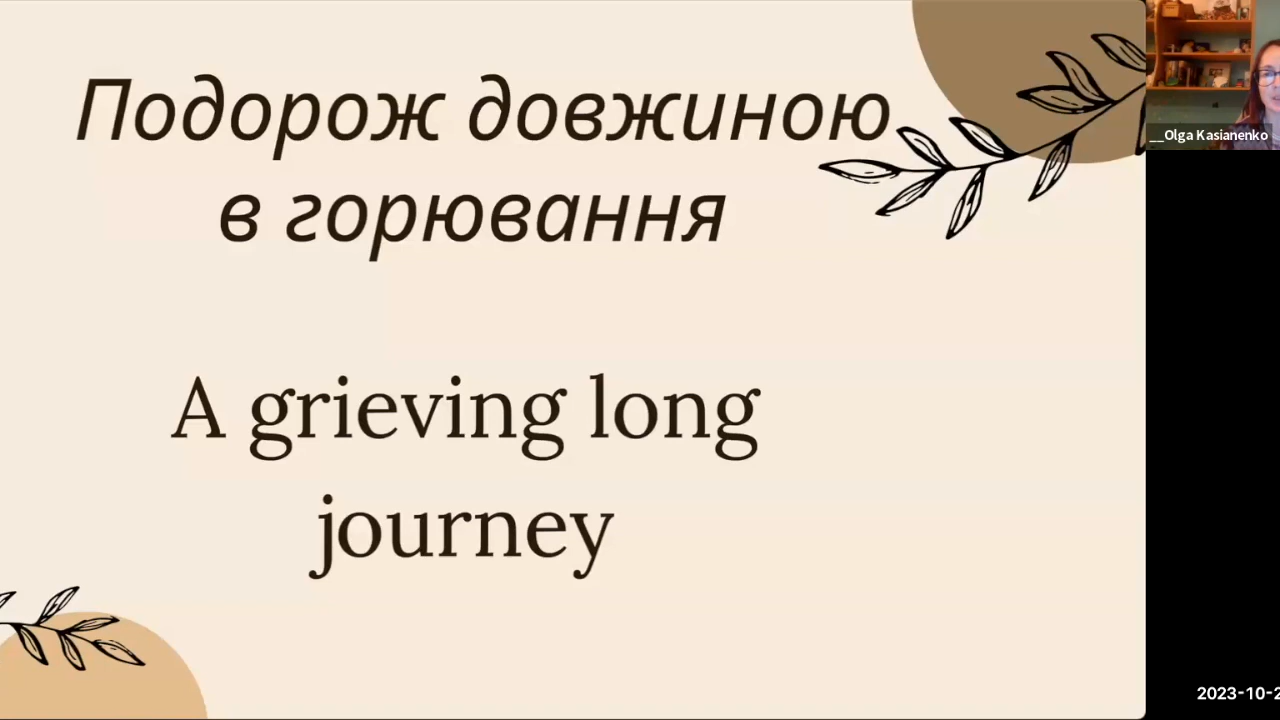 Подорож довжиною
в горювання
A grieving long
journey
__Olga Kasianenko
2023-10-2